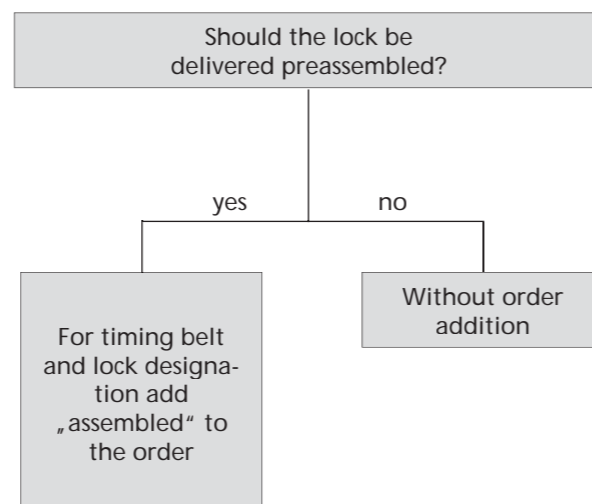 Should the lock be
delivered preassembled?
yes
no
For timing belt
and lock designa-
tion add
„assembled“ to
the order
Without order
addition